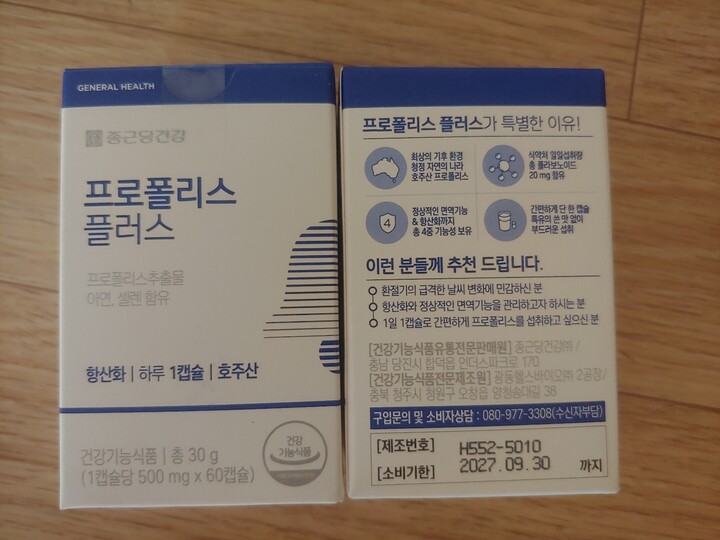 GENERAL HEALTH
종근당건강
프로폴리스
플러스
프로폴리스추출물
아연, 셀렌 함유
항산화 | 하루 1캡슐 | 호주산
건강기능식품 | 총 30 g
(1캡슐당 500 mg x 60캡슐)
건강
기능식품
프로폴리스 플러스가 특별한 이유!
최상의 기후 환경
청정 자연의 나라
호주산 프로폴리스
식약처 일일섭취량
총 플라보노이드
20 mg 함유
4
정상적인 면역기능
& 항산화까지
총 4중 기능성 보유
간편하게 단 한 캡슐
특유의 쓴 맛 없이
부드러운 섭취
이런 분들께 추천 드립니다.
환절기의 급격한 날씨 변화에 민감하신 분
항산화와 정상적인 면역기능을 관리하고자 하시는 분
1일 1캡슐로 간편하게 프로폴리스를 섭취하고 싶으신 분
[건강기능식품유통전문판매원] 종근당건강㈜ /
충남 당진시 합덕읍 인더스파크로 170
[건강기능식품전문제조원] 광동헬스바이오㈜ 2공장/
충북 청주시 청원구 오창읍 양청송대길 38
구입문의 및 소비자상담 : 080-977-3308(수신자부담)
[제조번호] H552-5010
[소비기한] 2027.09.30 까지